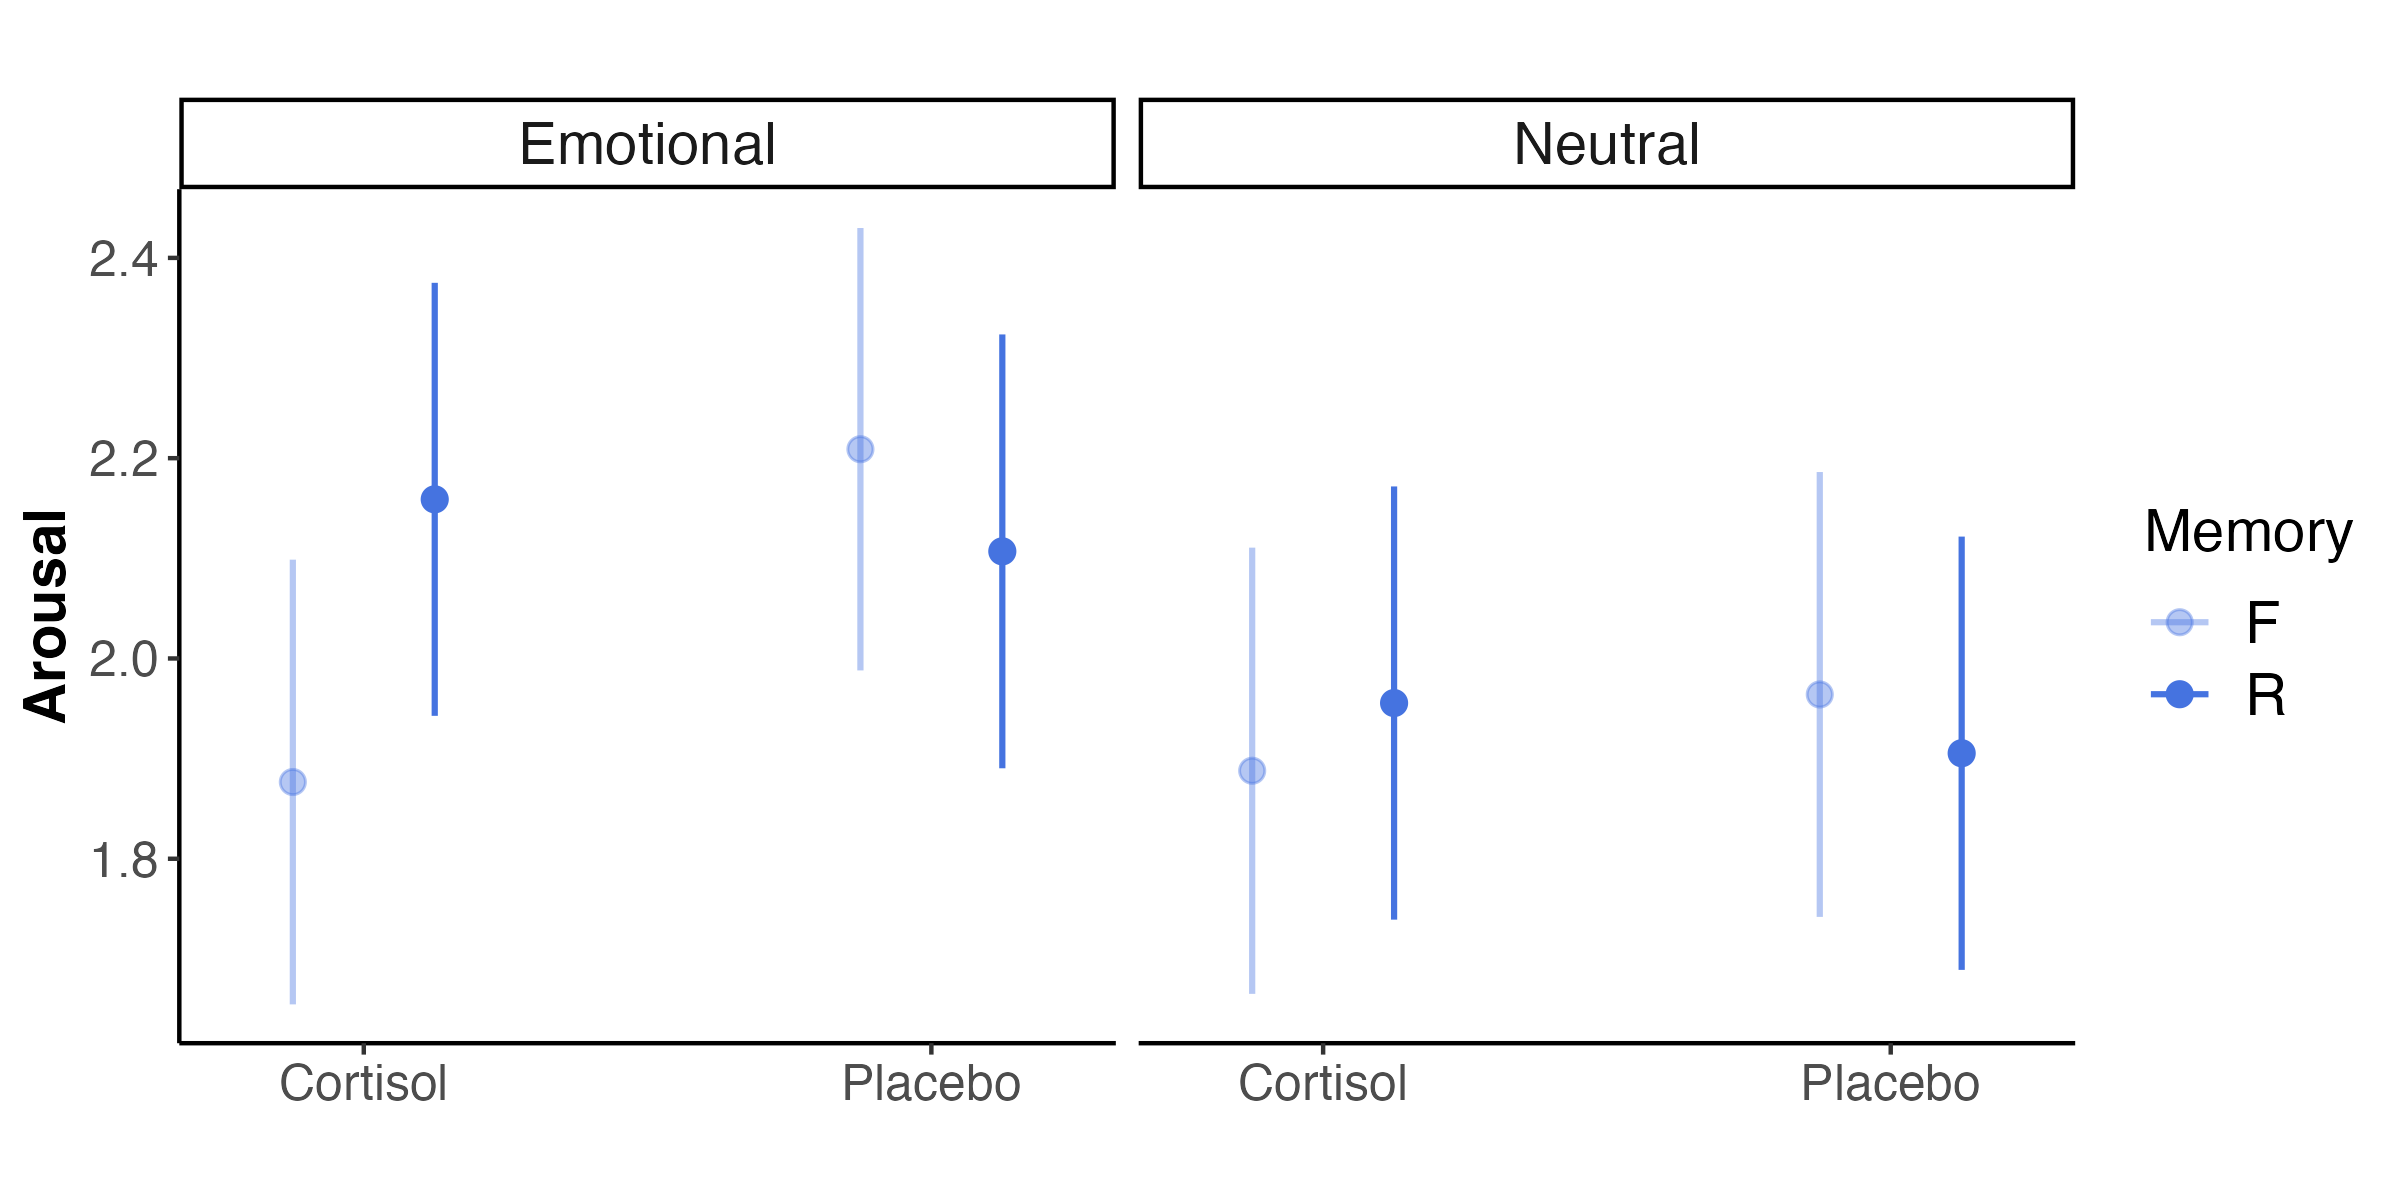 Emotional
Neutral
Arousal
2.4
2.2
2.0
1.8
Cortisol
Placebo
Cortisol
Placebo
Memory
F
R